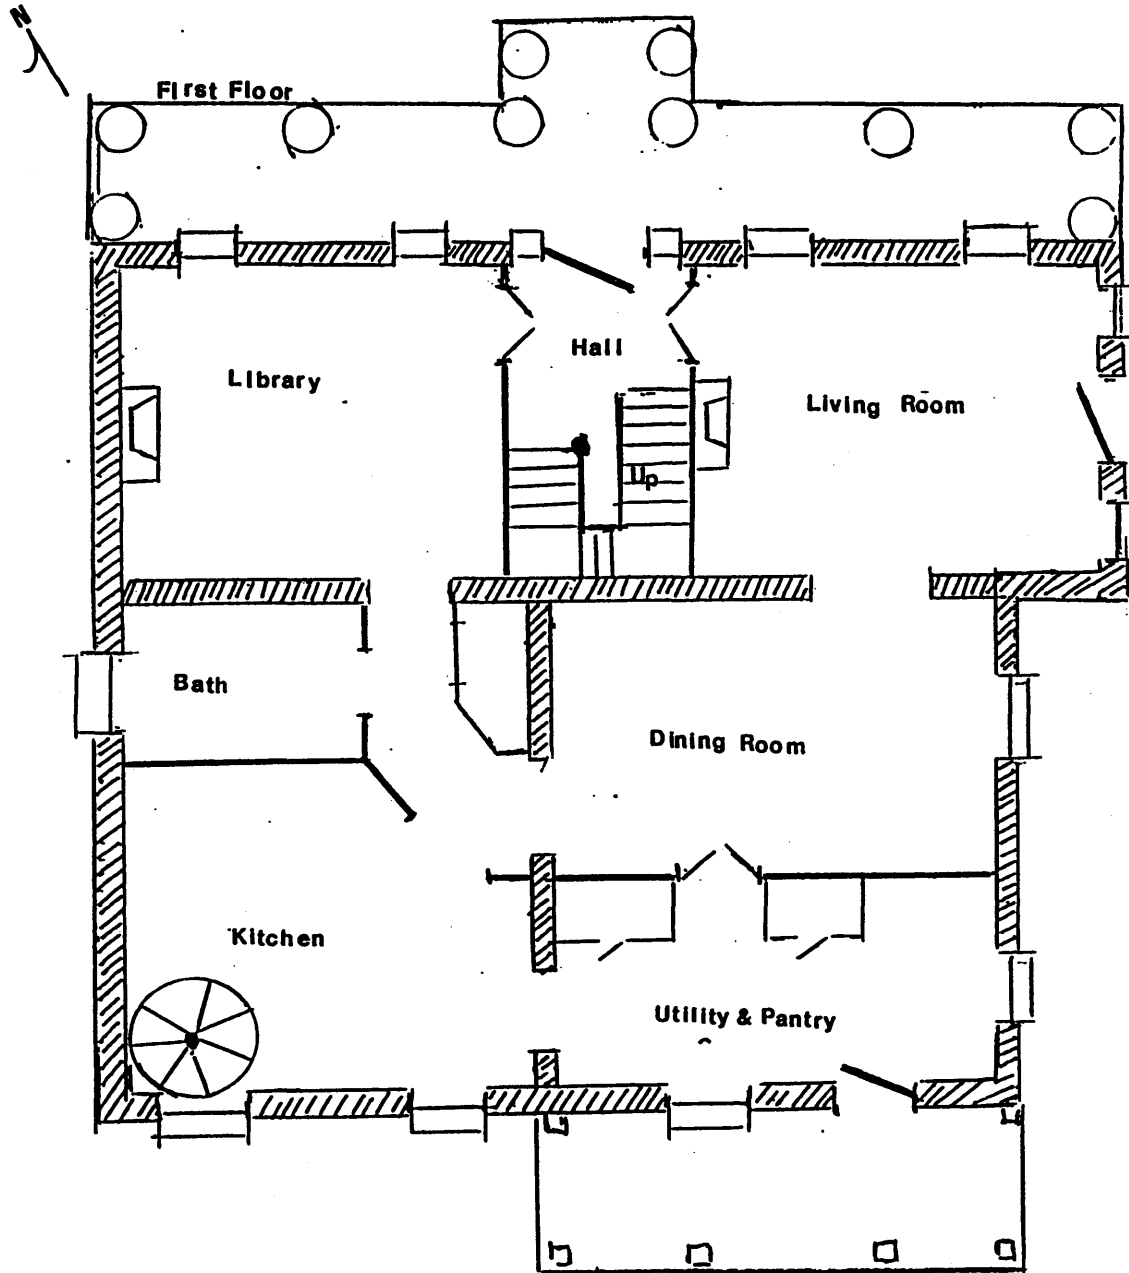 N
First Floor
Hall
Library
Living Room
Up
Bath
Dining Room
Kitchen
Utility & Pantry